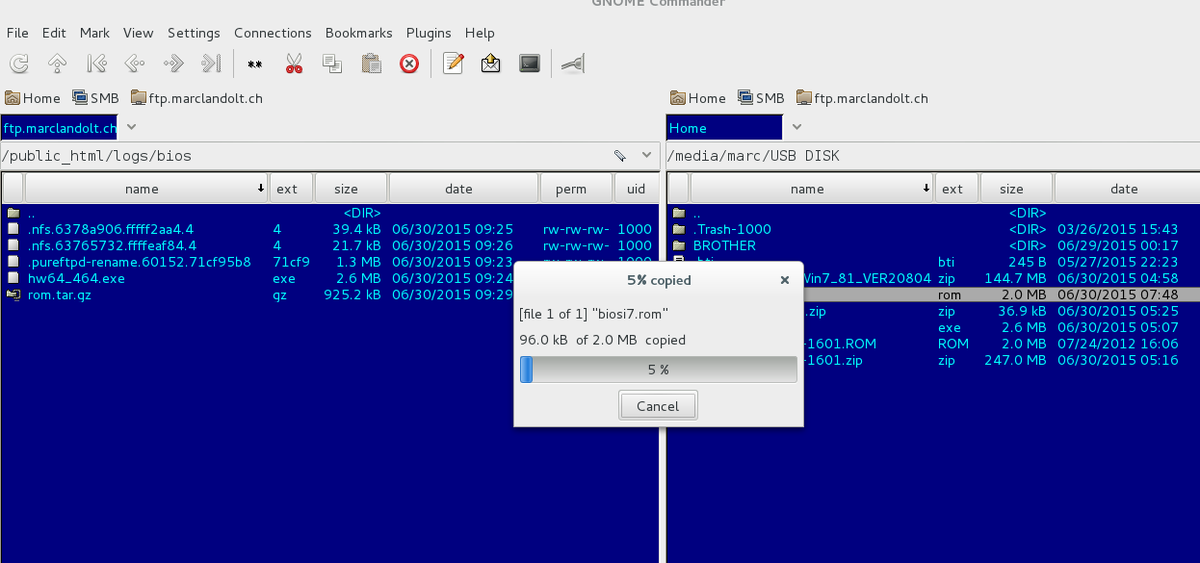 GNOME Commander
File Edit Mark View Settings Connections Bookmarks Plugins Help
Home SMB ftp.marclandolt.ch
ftp.marclandolt.ch
/public_html/logs/bios
name ext size date perm uid
.. <DIR>
.nfs.6378a906.fffff2aa4.4 4 39.4 kB 06/30/2015 09:25 rw-rw-rw- 1000
.nfs.63765732.ffffeaf84.4 4 21.7 kB 06/30/2015 09:26 rw-rw-rw- 1000
.pureftpd-rename.60152.71cf95b8 71cf9 1.3 MB 06/30/2015 09:23 rw-rw-rw- 1000
hw64_464.exe exe 2.6 MB 06/30/2015 09:24
rom.tar.gz gz 925.2 kB 06/30/2015 09:29
Home SMB ftp.marclandolt.ch
Home
/media/marc/USB DISK
name ext size date
.. <DIR>
.Trash-1000 <DIR> 03/26/2015 15:43
BROTHER <DIR> 06/29/2015 00:17
.bti bti 245 B 05/27/2015 22:23
Win7_81_VER20804 zip 144.7 MB 06/30/2015 04:58
rom 2.0 MB 06/30/2015 07:48
.zip zip 36.9 kB 06/30/2015 05:25
exe 2.6 MB 06/30/2015 05:07
-1601.ROM ROM 2.0 MB 07/24/2012 16:06
-1601.zip zip 247.0 MB 06/30/2015 05:16
5% copied
[file 1 of 1] "biosi7.rom"
96.0 kB of 2.0 MB copied
5 %
Cancel